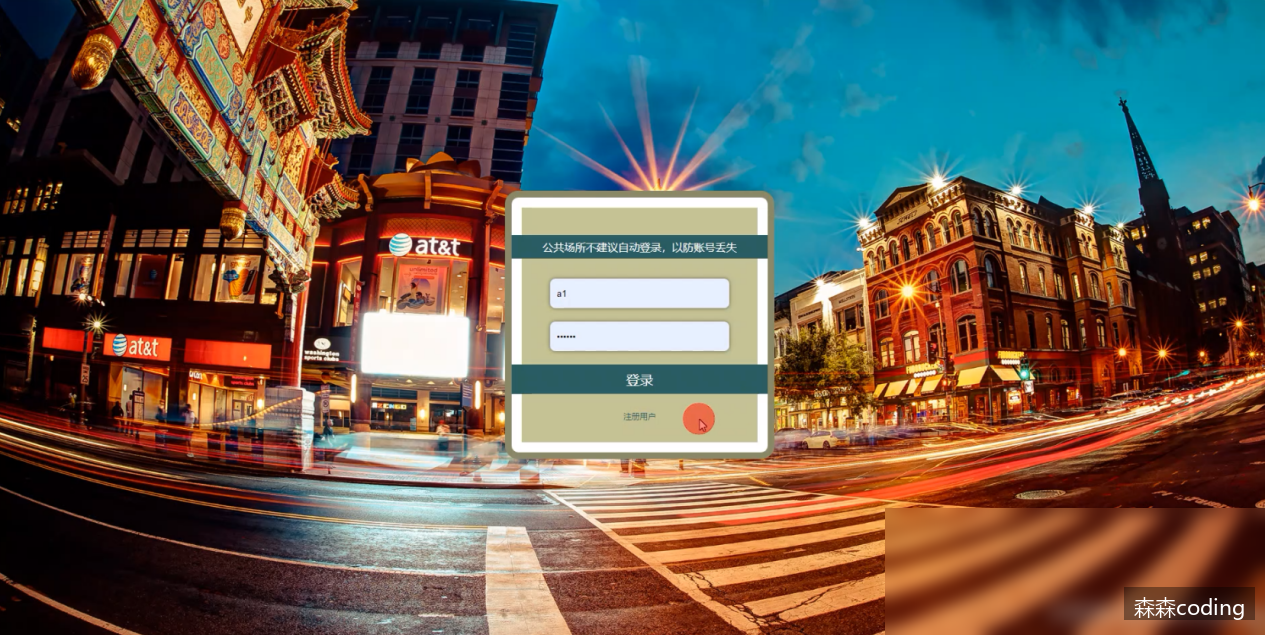 at&t
公共场所不建议自动登录，以防账号丢失
a1
••••••
登录
注册用户
at&t
washington
sports clubs
森森coding